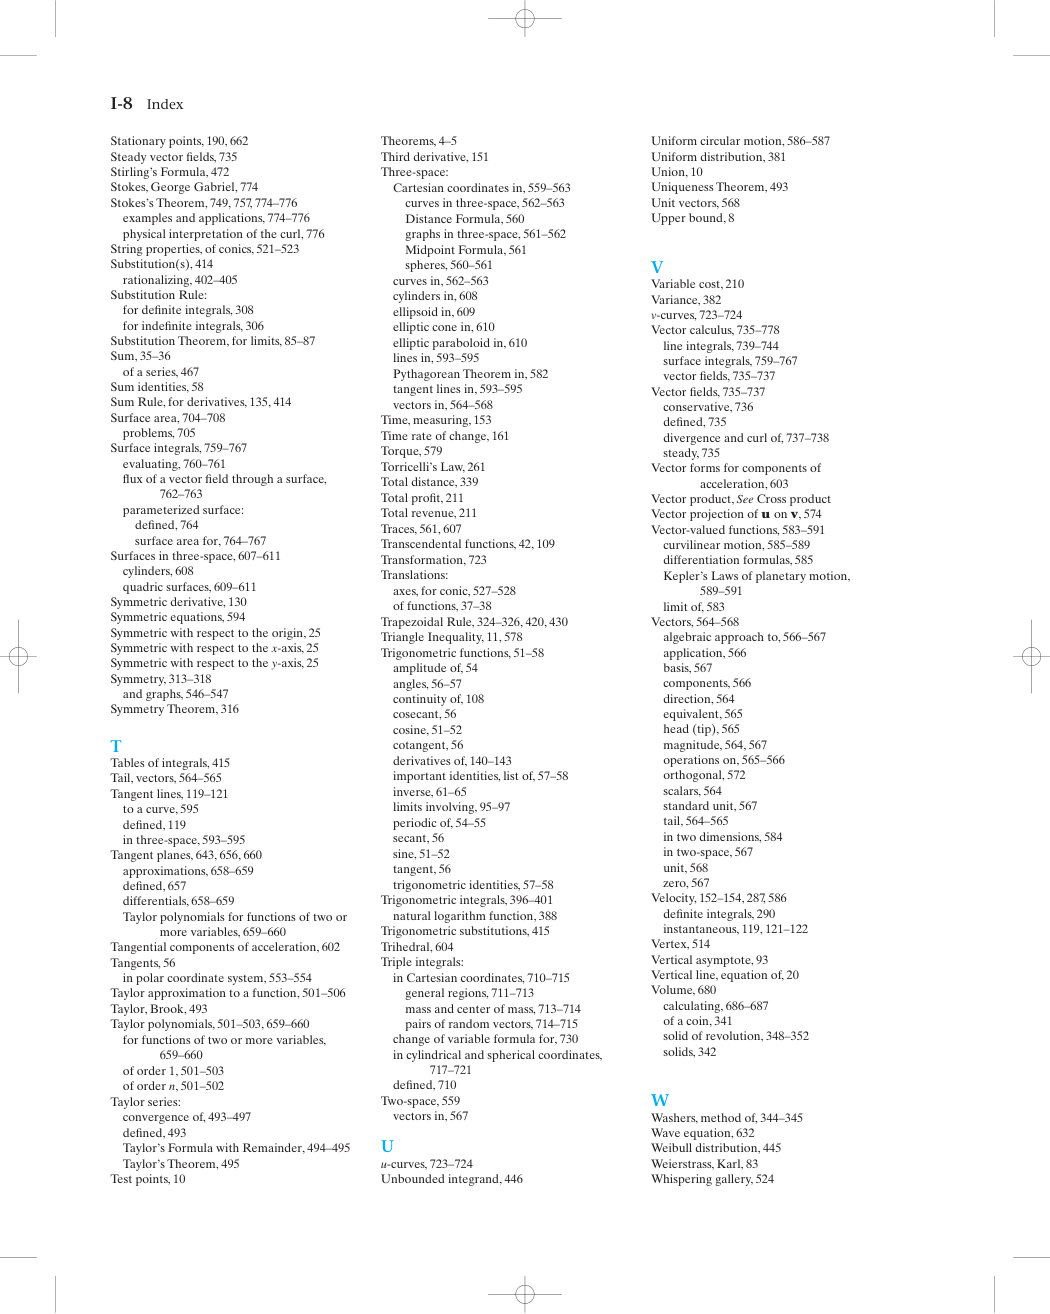 I-8 Index
Stationary points, 190, 662
Steady vector fields, 735
Stirling's Formula, 472
Stokes, George Gabriel, 774
Stokes's Theorem, 749, 757, 774–776
examples and applications, 774–776
physical interpretation of the curl, 776
String properties, of conics, 521–523
Substitution(s), 414
rationalizing, 402–405
Substitution Rule:
for definite integrals, 308
for indefinite integrals, 306
Substitution Theorem, for limits, 85–87
Sum, 35–36
of a series, 467
Sum identities, 58
Sum Rule, for derivatives, 135, 414
Surface area, 704–708
problems, 705
Surface integrals, 759–767
evaluating, 760–761
flux of a vector field through a surface,
762–763
parameterized surface:
defined, 764
surface area for, 764–767
Surfaces in three-space, 607–611
cylinders, 608
quadric surfaces, 609–611
Symmetric derivative, 130
Symmetric equations, 594
Symmetric with respect to the origin, 25
Symmetric with respect to the x-axis, 25
Symmetric with respect to the y-axis, 25
Symmetry, 313–318
and graphs, 546–547
Symmetry Theorem, 316
T
Tables of integrals, 415
Tail, vectors, 564–565
Tangent lines, 119–121
to a curve, 595
defined, 119
in three-space, 593–595
Tangent planes, 643, 656, 660
approximations, 658–659
defined, 657
differentials, 658–659
Taylor polynomials for functions of two or
more variables, 659–660
Tangential components of acceleration, 602
Tangents, 56
in polar coordinate system, 553–554
Taylor approximation to a function, 501–506
Taylor, Brook, 493
Taylor polynomials, 501–503, 659–660
for functions of two or more variables,
659–660
of order 1, 501–503
of order n, 501–502
Taylor series:
convergence of, 493–497
defined, 493
Taylor's Formula with Remainder, 494–495
Taylor's Theorem, 495
Test points, 10
Theorems, 4–5
Third derivative, 151
Three-space:
Cartesian coordinates in, 559–563
curves in three-space, 562–563
Distance Formula, 560
graphs in three-space, 561–562
Midpoint Formula, 561
spheres, 560–561
curves in, 562–563
cylinders in, 608
ellipsoid in, 609
elliptic cone in, 610
elliptic paraboloid in, 610
lines in, 593–595
Pythagorean Theorem in, 582
tangent lines in, 593–595
vectors in, 564–568
Time, measuring, 153
Time rate of change, 161
Torque, 579
Torricelli's Law, 261
Total distance, 339
Total profit, 211
Total revenue, 211
Traces, 561, 607
Transcendental functions, 42, 109
Transformation, 723
Translations:
axes, for conic, 527–528
of functions, 37–38
Trapezoidal Rule, 324–326, 420, 430
Triangle Inequality, 11, 578
Trigonometric functions, 51–58
amplitude of, 54
angles, 56–57
continuity of, 108
cosecant, 56
cosine, 51–52
cotangent, 56
derivatives of, 140–143
important identities, list of, 57–58
inverse, 61–65
limits involving, 95–97
periodic of, 54–55
secant, 56
sine, 51–52
tangent, 56
trigonometric identities, 57–58
Trigonometric integrals, 396–401
natural logarithm function, 388
Trigonometric substitutions, 415
Trihedral, 604
Triple integrals:
in Cartesian coordinates, 710–715
general regions, 711–713
mass and center of mass, 713–714
pairs of random vectors, 714–715
change of variable formula for, 730
in cylindrical and spherical coordinates,
717–721
defined, 710
Two-space, 559
vectors in, 567
U
u-curves, 723–724
Unbounded integrand, 446
Uniform circular motion, 586–587
Uniform distribution, 381
Union, 10
Uniqueness Theorem, 493
Unit vectors, 568
Upper bound, 8
V
Variable cost, 210
Variance, 382
v-curves, 723–724
Vector calculus, 735–778
line integrals, 739–744
surface integrals, 759–767
vector fields, 735–737
Vector fields, 735–737
conservative, 736
defined, 735
divergence and curl of, 737–738
steady, 735
Vector forms for components of
acceleration, 603
Vector product, See Cross product
Vector projection of u on v, 574
Vector-valued functions, 583–591
curvilinear motion, 585–589
differentiation formulas, 585
Kepler's Laws of planetary motion,
589–591
limit of, 583
Vectors, 564–568
algebraic approach to, 566–567
application, 566
basis, 567
components, 566
direction, 564
equivalent, 565
head (tip), 565
magnitude, 564, 567
operations on, 565–566
orthogonal, 572
scalars, 564
standard unit, 567
tail, 564–565
in two dimensions, 584
in two-space, 567
unit, 568
zero, 567
Velocity, 152–154, 287, 586
definite integrals, 290
instantaneous, 119, 121–122
Vertex, 514
Vertical asymptote, 93
Vertical line, equation of, 20
Volume, 680
calculating, 686–687
of a coin, 341
solid of revolution, 348–352
solids, 342
W
Washers, method of, 344–345
Wave equation, 632
Weibull distribution, 445
Weierstrass, Karl, 83
Whispering gallery, 524